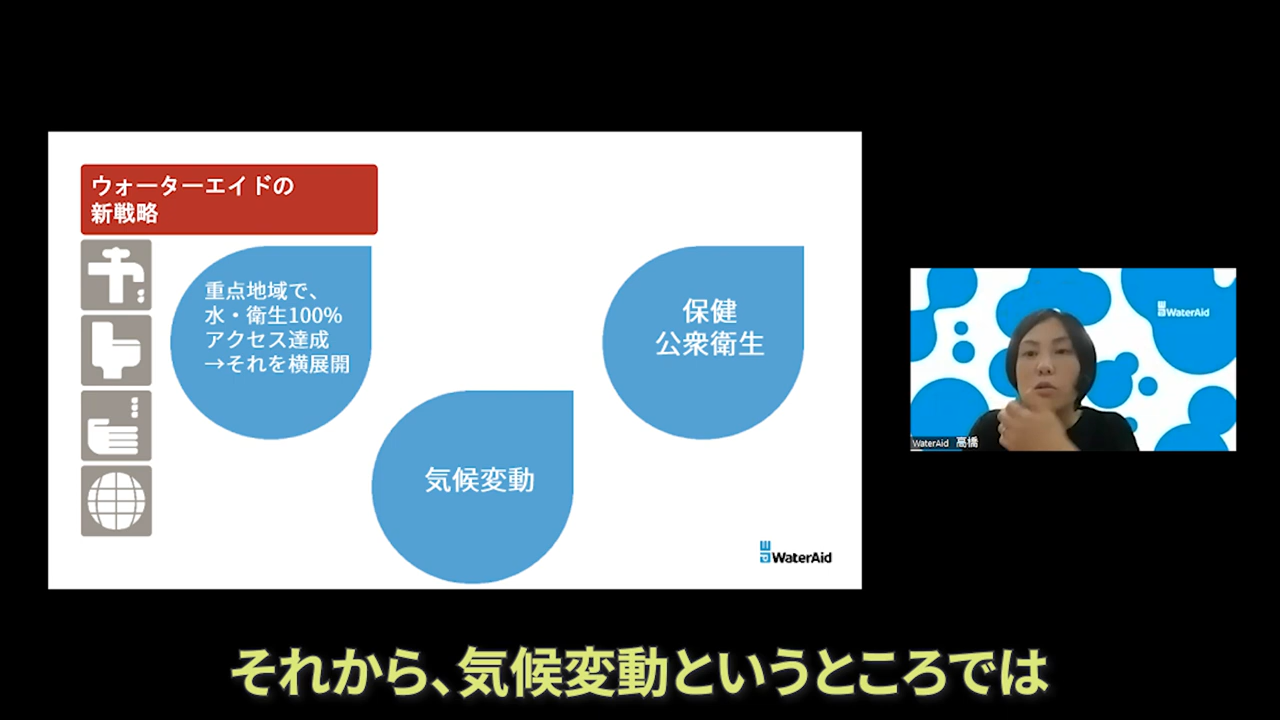 ウォーターエイドの
新戦略
重点地域で、
水・衛生100%
アクセス達成
→それを横展開
保健
公衆衛生
気候変動
WaterAid
WaterAid
WaterAid 高橋
それから、気候変動というところでは